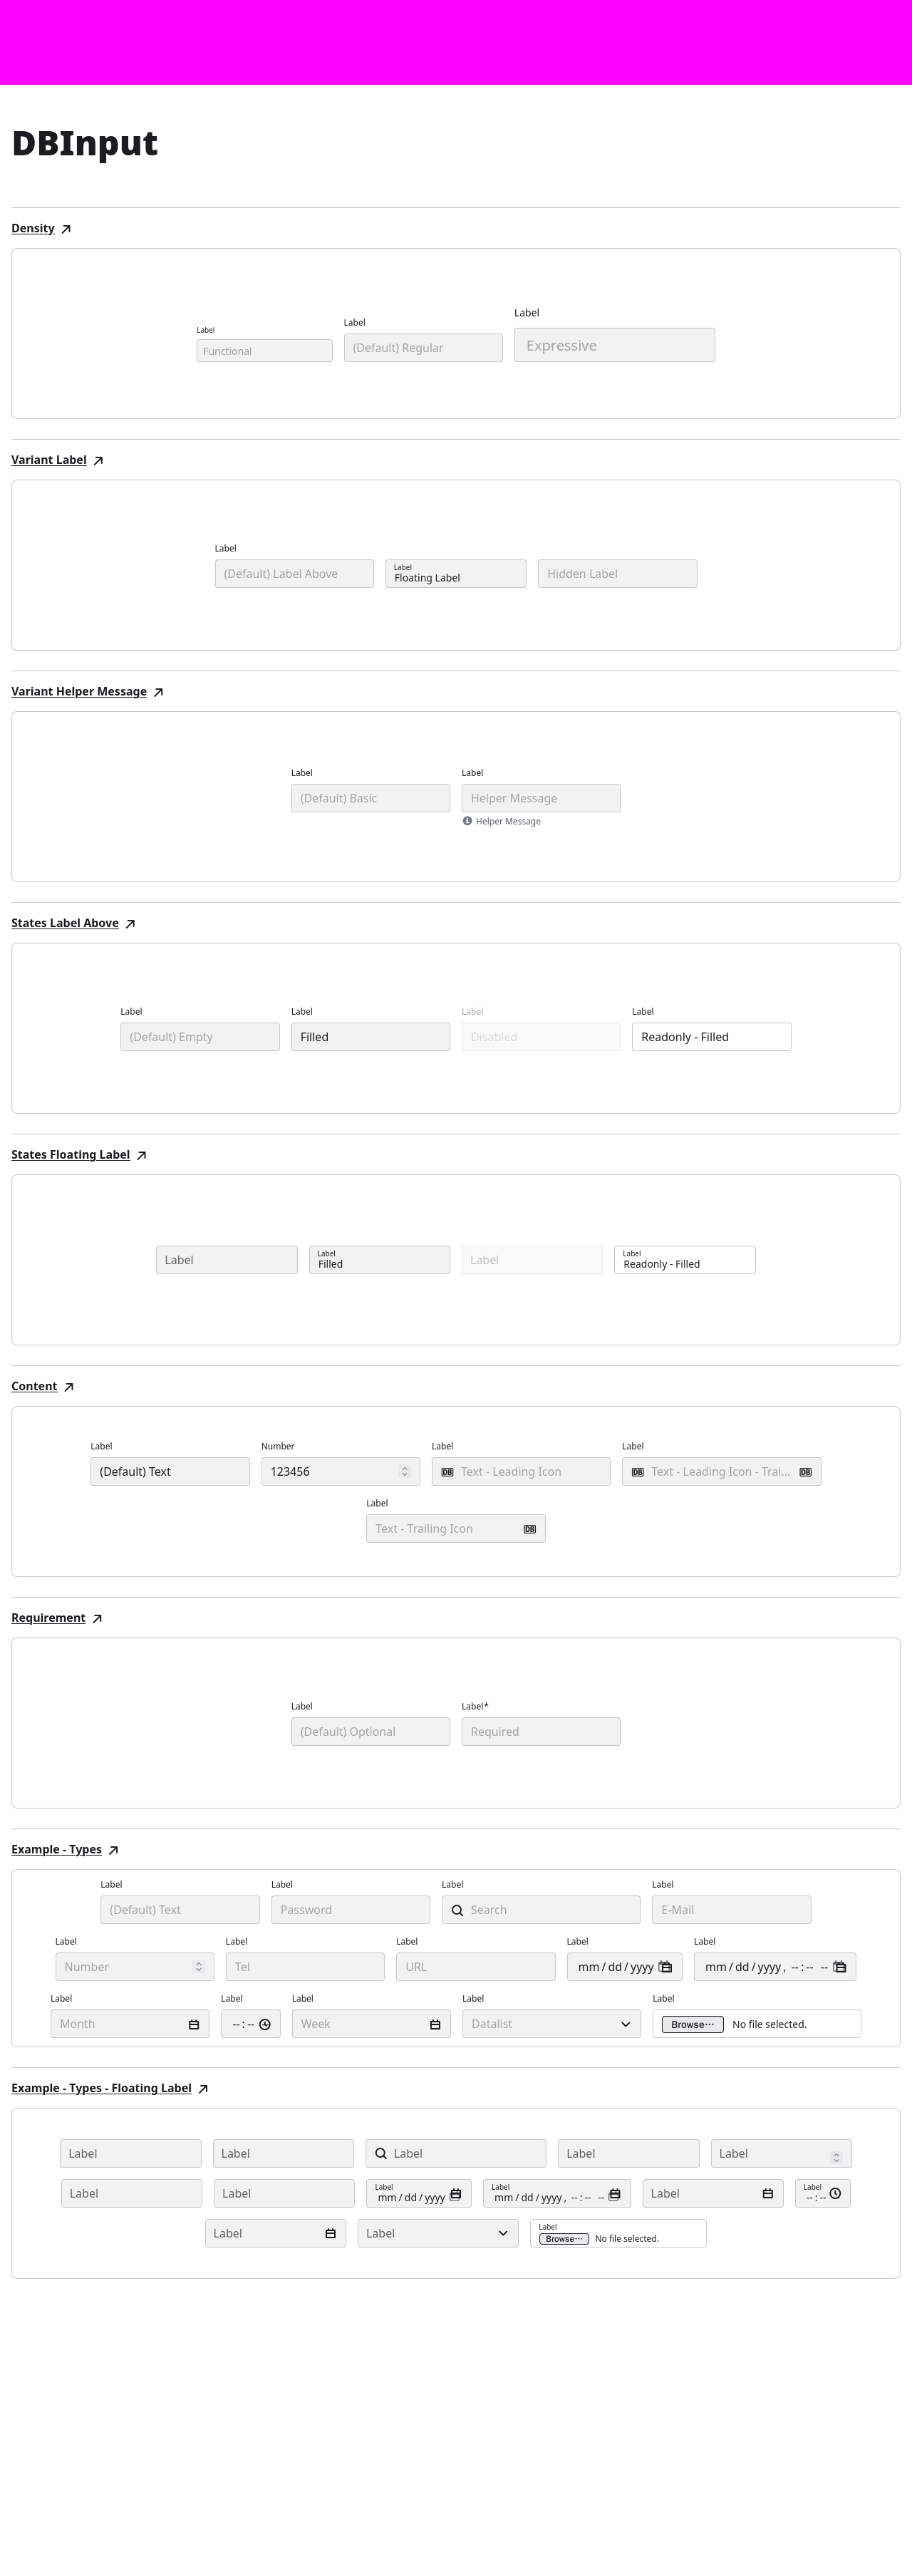 DBInput
Density
Label
Label
Label
Functional
(Default) Regular
Expressive
Variant Label
Label
(Default) Label Above
Label
Floating Label
Hidden Label
Variant Helper Message
Label
Label
(Default) Basic
Helper Message
Helper Message
States Label Above
Label
Label
Label
Label
(Default) Empty
Filled
Disabled
Readonly - Filled
States Floating Label
Label
Label
Filled
Label
Label
Readonly - Filled
Content
Label
Number
Label
Label
(Default) Text
123456
DB Text - Leading Icon
DB Text - Leading Icon - Trai... DB
Label
Text - Trailing Icon DB
Requirement
Label
Label*
(Default) Optional
Required
Example - Types
Label
Label
Label
Label
(Default) Text
Password
Search
E-Mail
Label
Label
Label
Label
Label
Number
Tel
URL
mm / dd / yyyy
mm / dd / yyyy, -- : -- --
Label
Label
Label
Label
Label
Month
-- : --
Week
Datalist
Browse… No file selected.
Example - Types - Floating Label
Label
Label
Label
Label
Label
Label
Label
Label
mm / dd / yyyy
Label
mm / dd / yyyy, -- : -- --
Label
Label
-- : --
Label
Label
Label
Browse… No file selected.